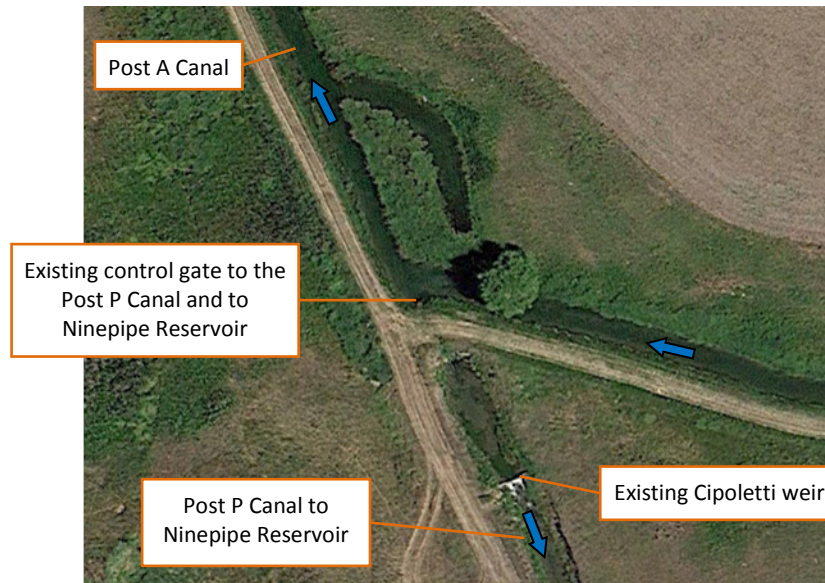 Post A Canal
Existing control gate to the
Post P Canal and to
Ninepipe Reservoir
Existing Cipoletti weir
Post P Canal to
Ninepipe Reservoir